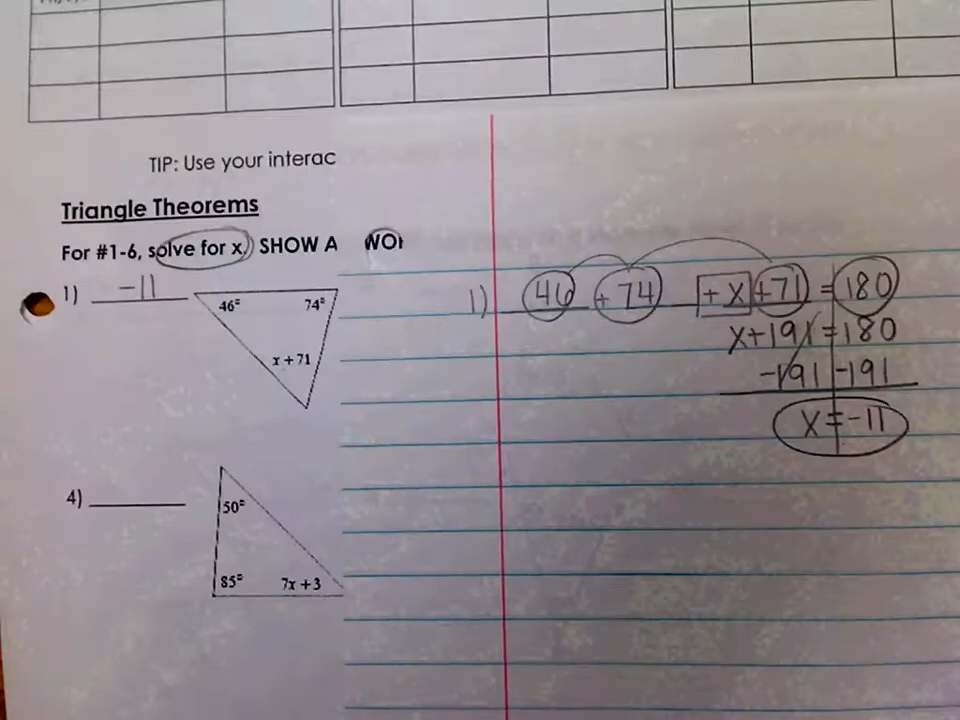 TIP: Use your interac
Triangle Theorems
For #1-6, solve for x. SHOW A
WO
1) -11
46°
74°
x + 71
1) 46 + 74 + x + 71 = 180
x + 191 = 180
-191 -191
x = -11
4)
50°
85°
7x + 3